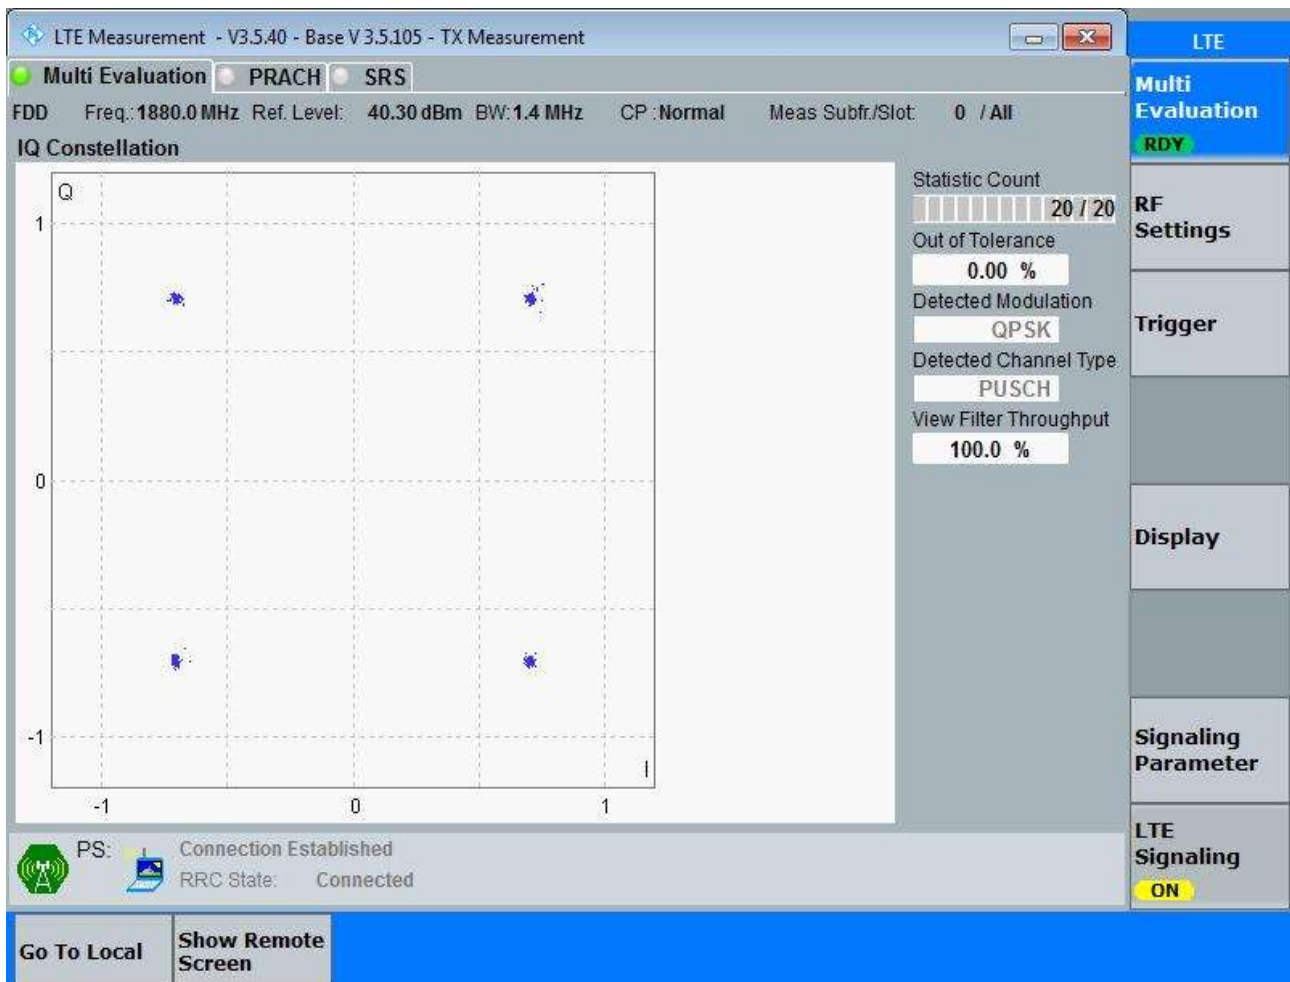 LTE Measurement - V3.5.40 - Base V 3.5.105 - TX Measurement
LTE
Multi Evaluation PRACH SRS
Multi
Evaluation
RDY
FDD Freq.: 1880.0 MHz Ref. Level: 40.30 dBm BW: 1.4 MHz CP : Normal Meas Subfr./Slot: 0 / All
IQ Constellation
Q
1
0
-1
I
-1 0 1
Statistic Count
20 / 20
Out of Tolerance
0.00 %
Detected Modulation
QPSK
Detected Channel Type
PUSCH
View Filter Throughput
100.0 %
RF
Settings
Trigger
Display
Signaling
Parameter
LTE
Signaling
ON
PS: Connection Established
RRC State: Connected
Go To Local
Show Remote
Screen